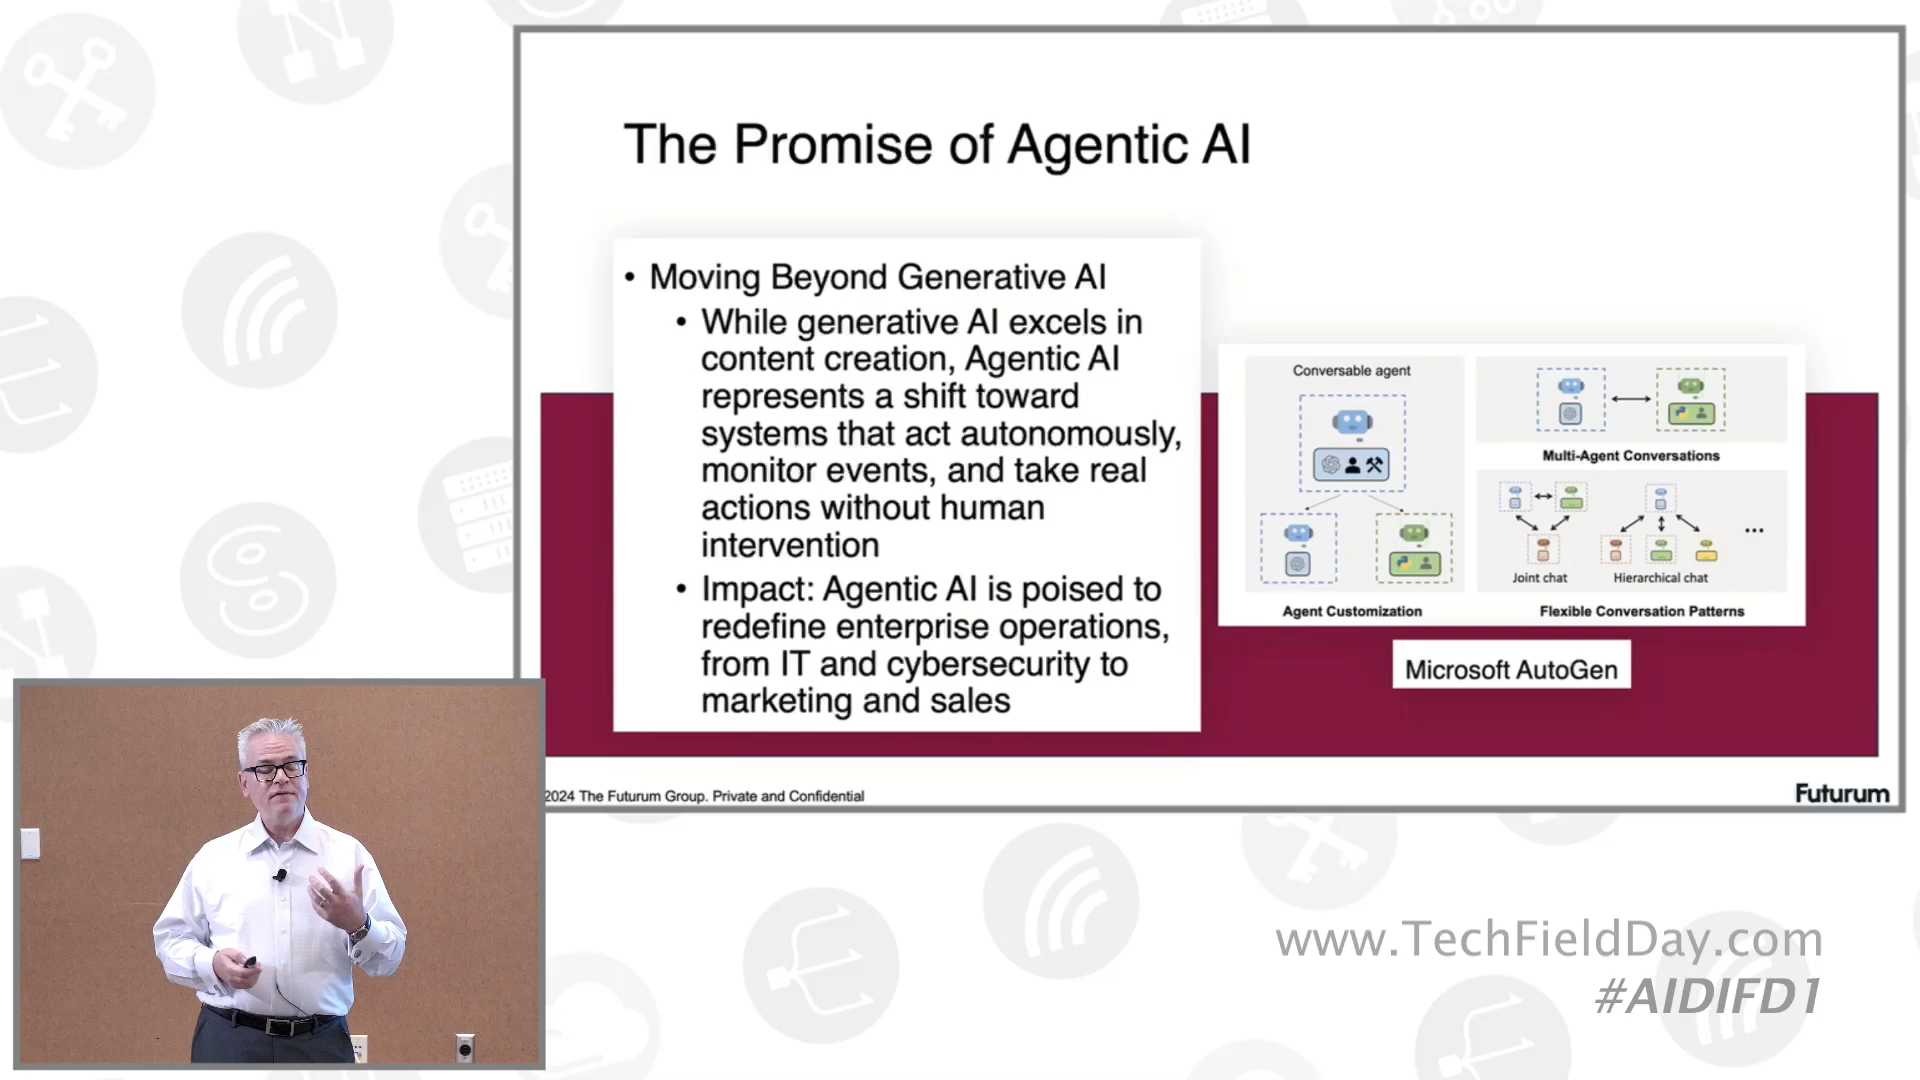 The Promise of Agentic AI
• Moving Beyond Generative AI
• While generative AI excels in
content creation, Agentic AI
represents a shift toward
systems that act autonomously,
monitor events, and take real
actions without human
intervention
• Impact: Agentic AI is poised to
redefine enterprise operations,
from IT and cybersecurity to
marketing and sales
Conversable agent
Agent Customization
Multi-Agent Conversations
Joint chat
Hierarchical chat
...
Flexible Conversation Patterns
Microsoft AutoGen
2024 The Futurum Group. Private and Confidential
Futurum
www.TechFieldDay.com
#AIDIFD1